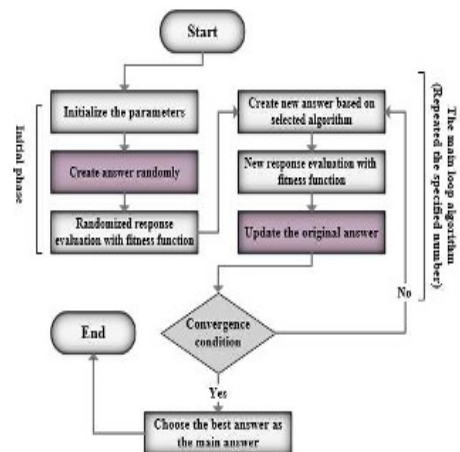 Start
Initial phase
Initialize the parameters
Create answer randomly
Randomized response
evaluation with fitness function
Create new answer based on
selected algorithm
New response evaluation with
fitness function
Update the original answer
The main loop algorithm
(Repeated the specified number)
Convergence
condition
No
Yes
Choose the best answer as
the main answer
End